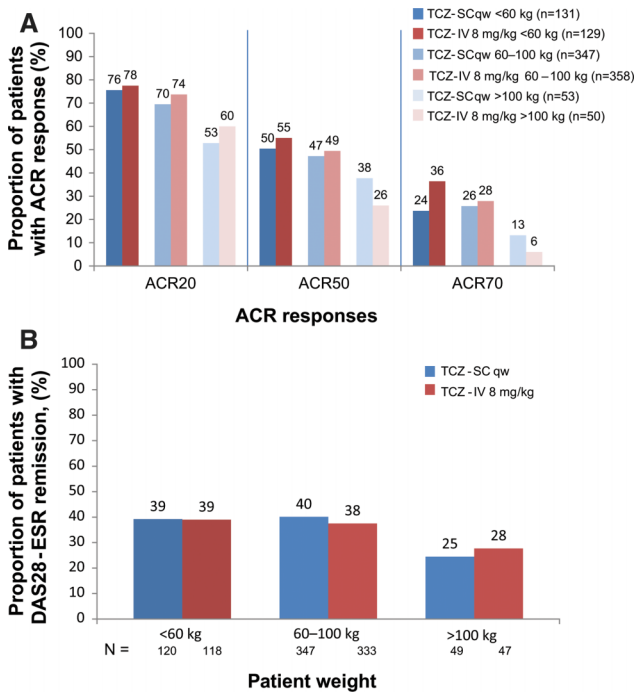 A
Proportion of patients
with ACR response (%)
100
90
80
70
60
50
40
30
20
10
0
TCZ-SCqw <60 kg (n=131)
TCZ-IV 8 mg/kg <60 kg (n=129)
TCZ-SCqw 60–100 kg (n=347)
TCZ-IV 8 mg/kg 60–100 kg (n=358)
TCZ-SCqw >100 kg (n=53)
TCZ-IV 8 mg/kg >100 kg (n=50)
76 78 70 74 53 60
50 55 47 49 38 26
24 36 26 28 13 6
ACR20 ACR50 ACR70
ACR responses
B
Proportion of patients with
DAS28-ESR remission, (%)
100
90
80
70
60
50
40
30
20
10
0
TCZ-SC qw
TCZ-IV 8 mg/kg
39 39 40 38 25 28
<60 kg 60–100 kg >100 kg
N = 120 118 347 333 49 47
Patient weight